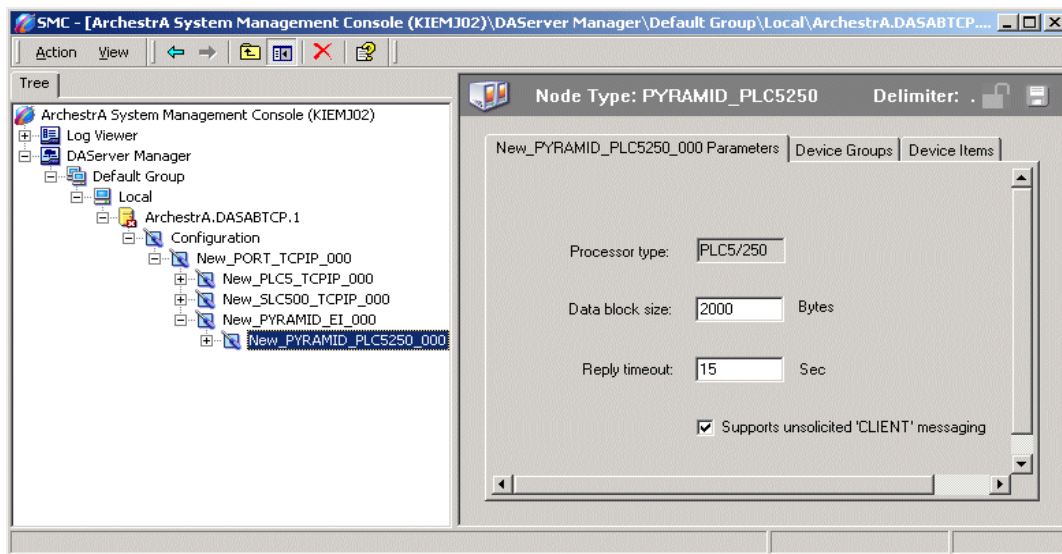 SMC - [ArchestrA System Management Console (KIEMJ02)\DAServer Manager\Default Group\Local\ArchestrA.DASABTCP....
Action View
Tree
ArchestrA System Management Console (KIEMJ02)
Log Viewer
DAServer Manager
Default Group
Local
ArchestrA.DASABTCP.1
Configuration
New_PORT_TCPIP_000
New_PLC5_TCPIP_000
New_SLC500_TCPIP_000
New_PYRAMID_EI_000
New_PYRAMID_PLC5250_000
Node Type: PYRAMID_PLC5250 Delimiter: .
New_PYRAMID_PLC5250_000 Parameters Device Groups Device Items
Processor type: PLC5/250
Data block size: 2000 Bytes
Reply timeout: 15 Sec
Supports unsolicited 'CLIENT' messaging